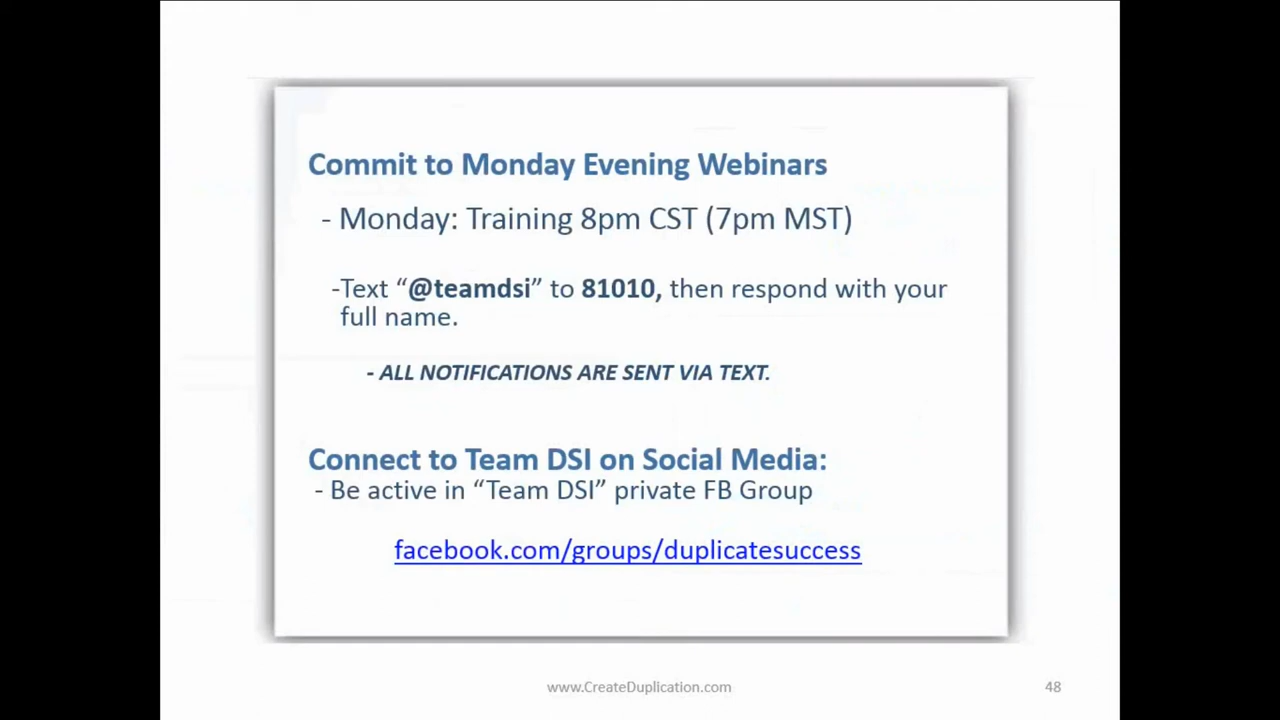 Commit to Monday Evening Webinars
- Monday: Training 8pm CST (7pm MST)
-Text “@teamdsi” to 81010, then respond with your
full name.
- ALL NOTIFICATIONS ARE SENT VIA TEXT.
Connect to Team DSI on Social Media:
- Be active in “Team DSI” private FB Group
facebook.com/groups/duplicatesuccess
www.CreateDuplication.com
48